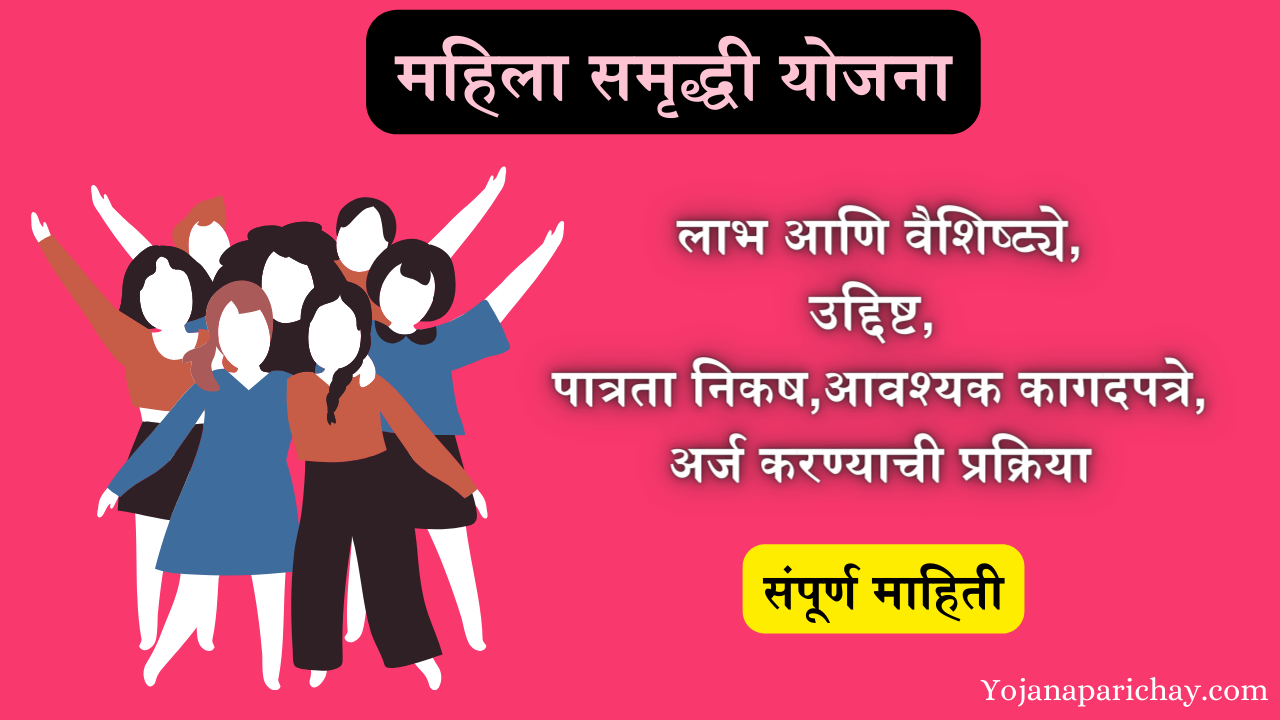 महिला समृद्धी योजना
लाभ आणि वैशिष्ट्ये,
उद्दिष्ट,
पात्रता निकष,आवश्यक कागदपत्रे,
अर्ज करण्याची प्रक्रिया
संपूर्ण माहिती
Yojanaparichay.com